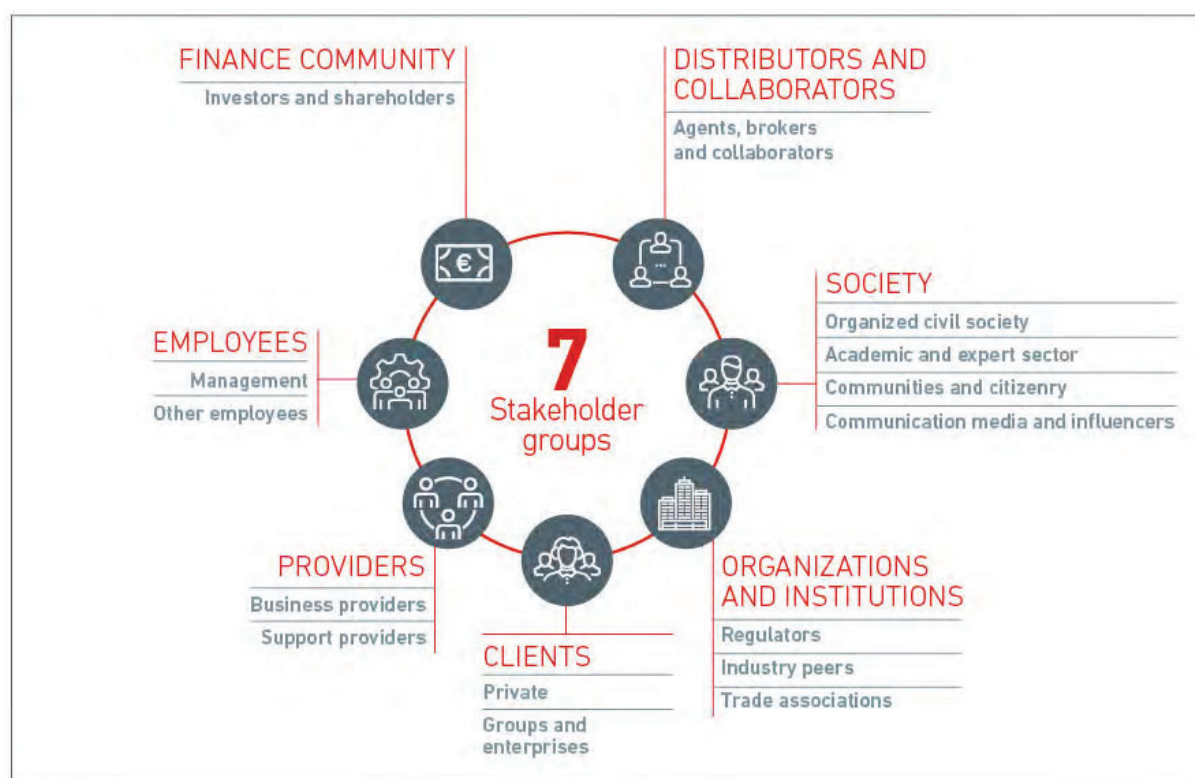 FINANCE COMMUNITY
Investors and shareholders
DISTRIBUTORS AND
COLLABORATORS
Agents, brokers
and collaborators
€
...
SOCIETY
Organized civil society
Academic and expert sector
Communities and citizenry
Communication media and influencers
EMPLOYEES
Management
Other employees
7
Stakeholder
groups
PROVIDERS
Business providers
Support providers
CLIENTS
Private
Groups and
enterprises
ORGANIZATIONS
AND INSTITUTIONS
Regulators
Industry peers
Trade associations